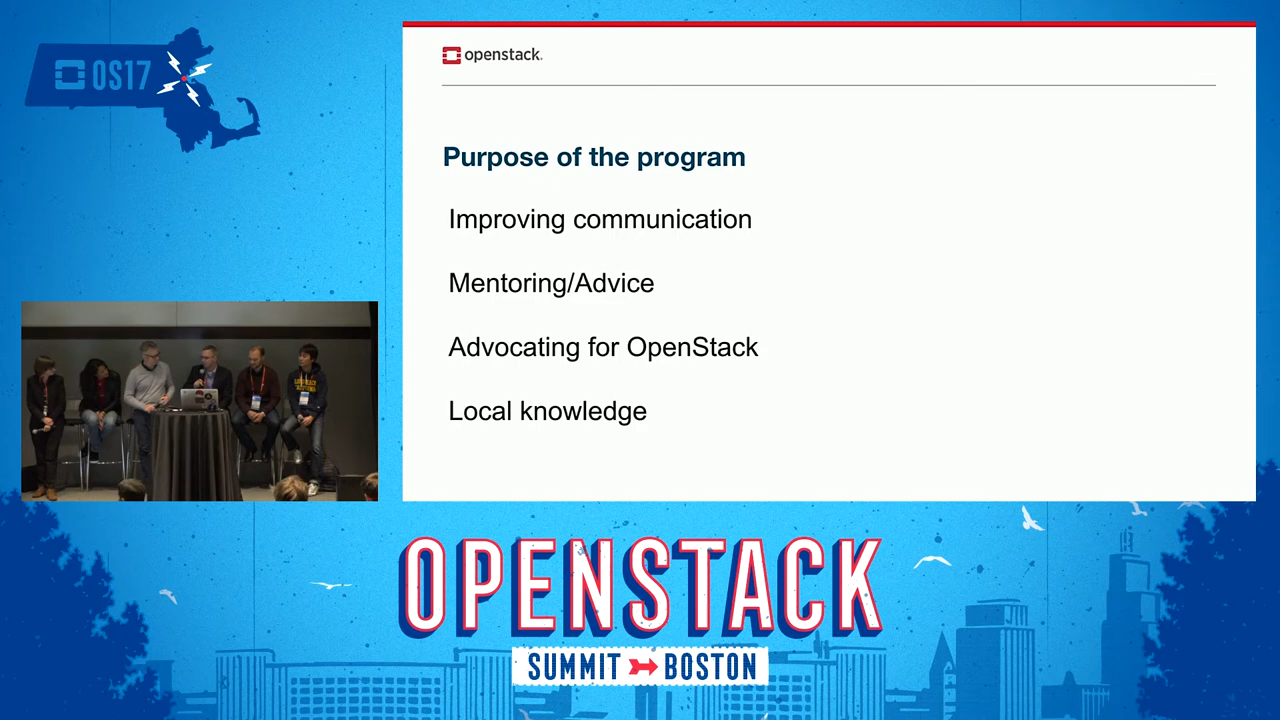 OS17
openstack.
Purpose of the program
Improving communication
Mentoring/Advice
Advocating for OpenStack
Local knowledge
OPENSTACK
SUMMIT BOSTON